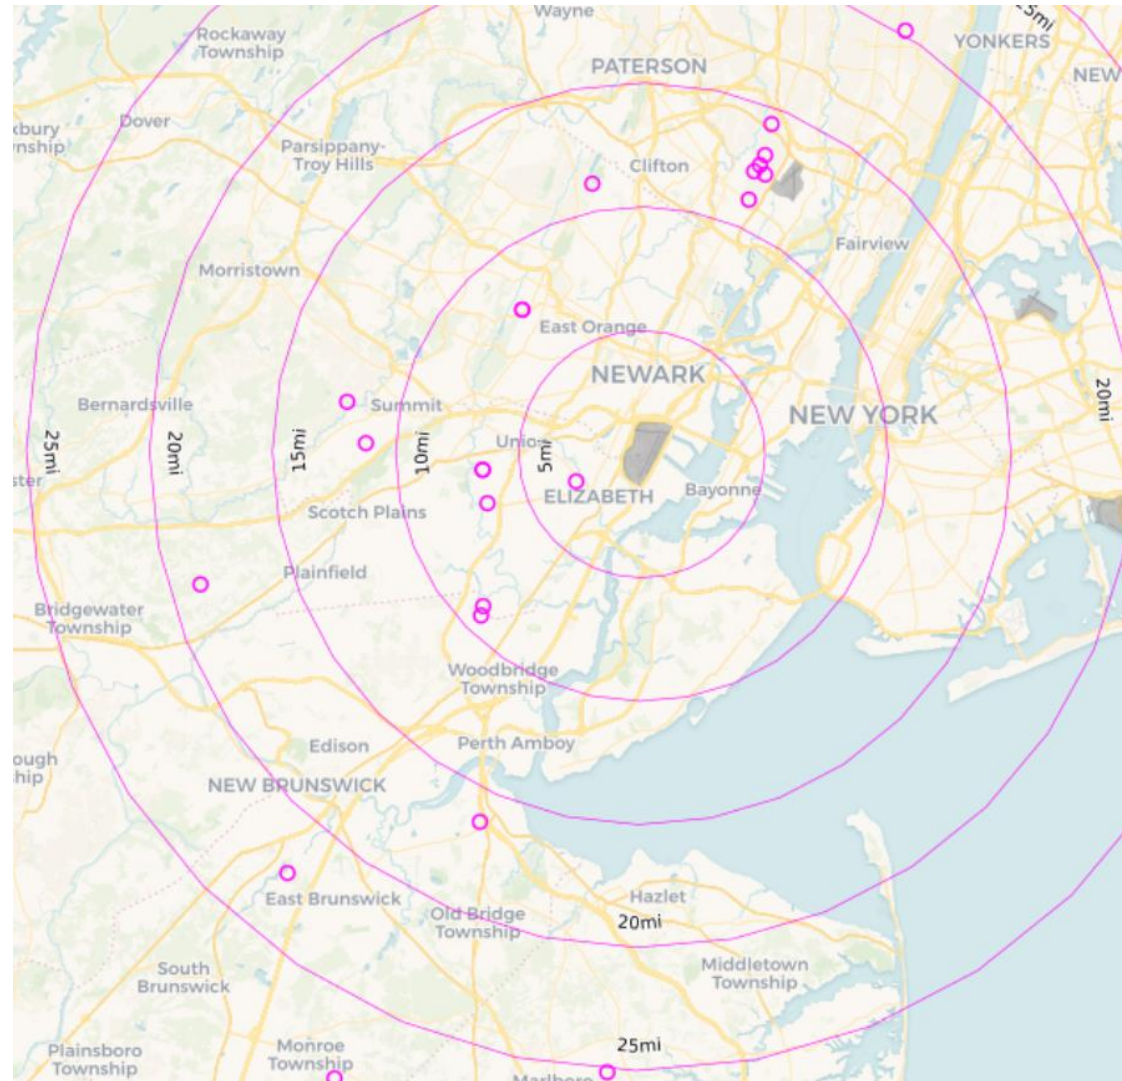 Wayne
Rockaway
Township
YONKERS
PATERSON
NEW
Dover
Parsippany-
Troy Hills
Clifton
Fairview
Morristown
East Orange
NEWARK
Bernardsville
Summit
NEW YORK
20mi
25mi
20mi
15mi
10mi
5mi
Union
ELIZABETH
Bayonne
Scotch Plains
Plainfield
Bridgewater
Township
Woodbridge
Township
Edison
Perth Amboy
NEW BRUNSWICK
East Brunswick
Hazlet
Old Bridge
Township
20mi
South
Brunswick
Middletown
Township
25mi
Plainsboro
Township
Monroe
Township
Marlboro